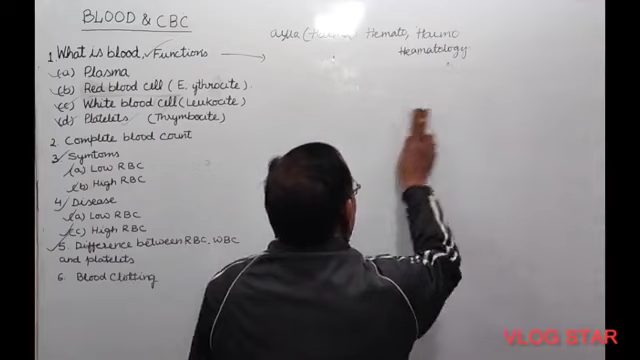 BLOOD & CBC
1 What is blood, Functions
(a) Plasma
(b) Red blood cell (E. ythrocite).
(c) White blood cell (Leukocite)
(d) Platelets (Thrymbocite)
2 Complete blood count
3 Symtoms
(a) Low RBC
(b) High RBC
4 Disease
(a) Low RBC
(c) High RBC
5. Difference between RBC, WBC
and platelets
6. Blood Clotting
Hemato, Haemo
Heamatology
VLOG STAR